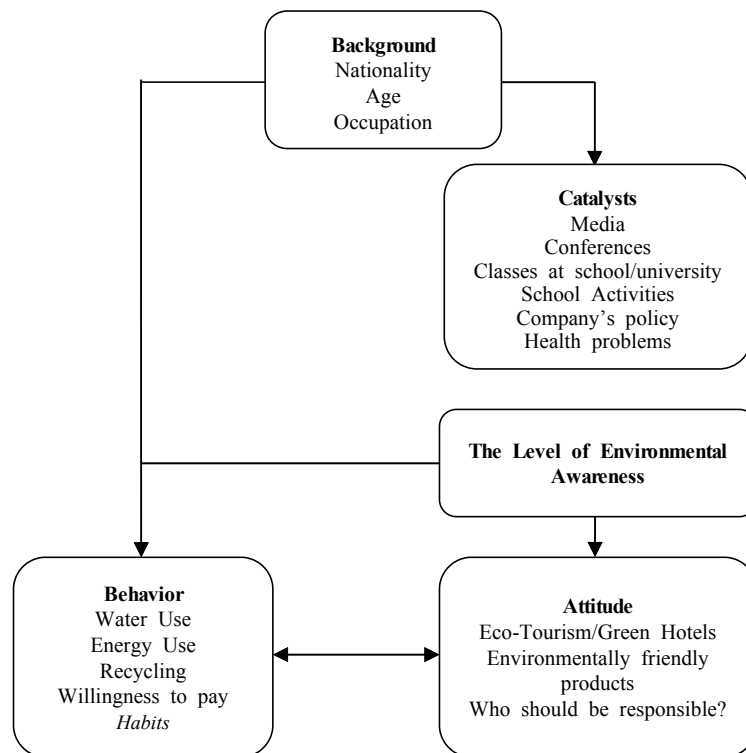 Background
Nationality
Age
Occupation
Catalysts
Media
Conferences
Classes at school/university
School Activities
Company’s policy
Health problems
The Level of Environmental
Awareness
Behavior
Water Use
Energy Use
Recycling
Willingness to pay
Habits
Attitude
Eco-Tourism/Green Hotels
Environmentally friendly
products
Who should be responsible?